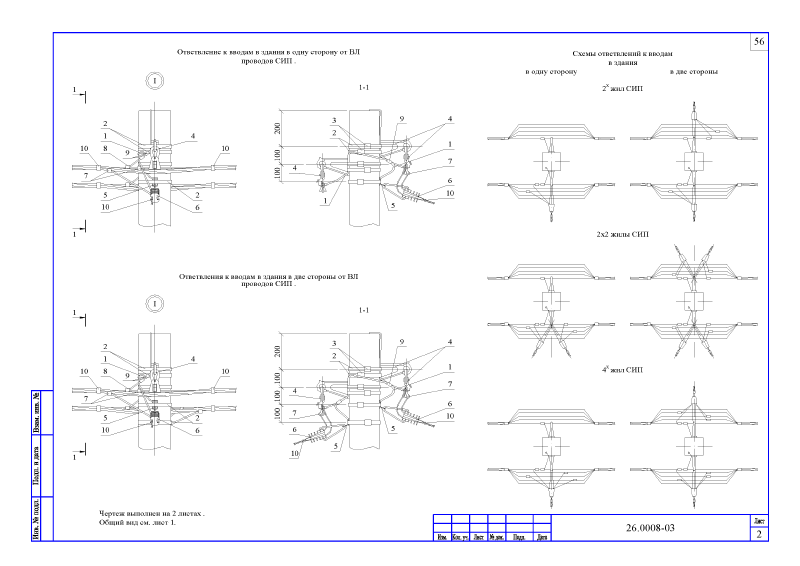 56
Ответвление к вводам в здания в одну сторону от ВЛ
проводов СИП .
Схемы ответвлений к вводам
в здания
в одну сторону
в две стороны
2х жил СИП
I
1
1-1
2
1
10
8
9
4
10
7
5
10
2
6
1
200
100
100
3
2
4
1
9
4
1
7
6
10
5
2х2 жилы СИП
Ответвления к вводам в здания в две стороны от ВЛ
проводов СИП .
I
1
1-1
2
1
10
8
9
4
10
7
5
10
2
6
1
200
100
100
3
2
4
7
6
10
5
9
4
1
7
6
10
5
4х жил СИП
Чертеж выполнен на 2 листах .
Общий вид см. лист 1.
Взам. инв. №
Подп. и дата
Инв. № подл.
Изм.
Кол. уч.
Лист
№ док.
Подп.
Дата
26.0008-03
Лист
2